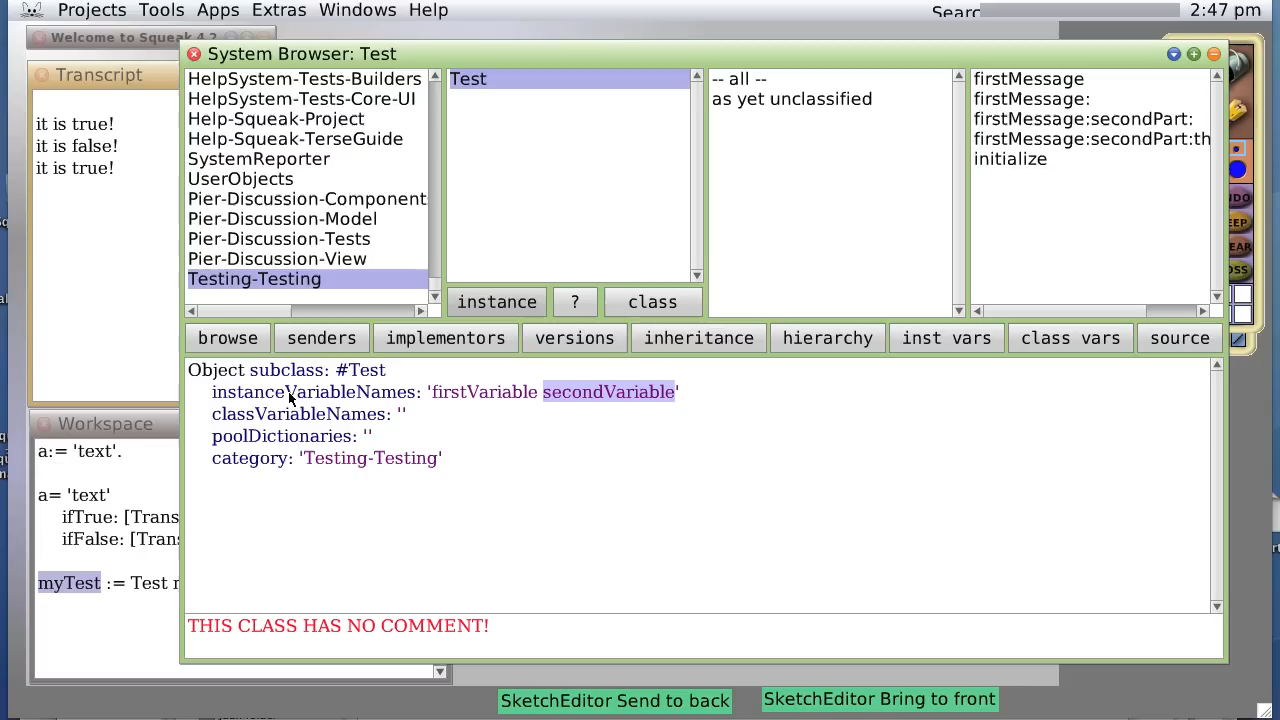 Projects Tools Apps Extras Windows Help
2:47 pm
Welcome to Squeak 4.2
System Browser: Test
Transcript
it is true!
it is false!
it is true!
HelpSystem-Tests-Builders
HelpSystem-Tests-Core-UI
Help-Squeak-Project
Help-Squeak-TerseGuide
SystemReporter
UserObjects
Pier-Discussion-Component
Pier-Discussion-Model
Pier-Discussion-Tests
Pier-Discussion-View
Testing-Testing
Test
instance ? class
-- all --
as yet unclassified
firstMessage
firstMessage:
firstMessage:secondPart:
firstMessage:secondPart:th
initialize
browse senders implementors versions inheritance hierarchy inst vars class vars source
Object subclass: #Test
instanceVariableNames: 'firstVariable secondVariable'
classVariableNames: ''
poolDictionaries: ''
category: 'Testing-Testing'
THIS CLASS HAS NO COMMENT!
Workspace
a:= 'text'.
a= 'text'
ifTrue: [Trans
ifFalse: [Trans
myTest := Test
SketchEditor Send to back
SketchEditor Bring to front